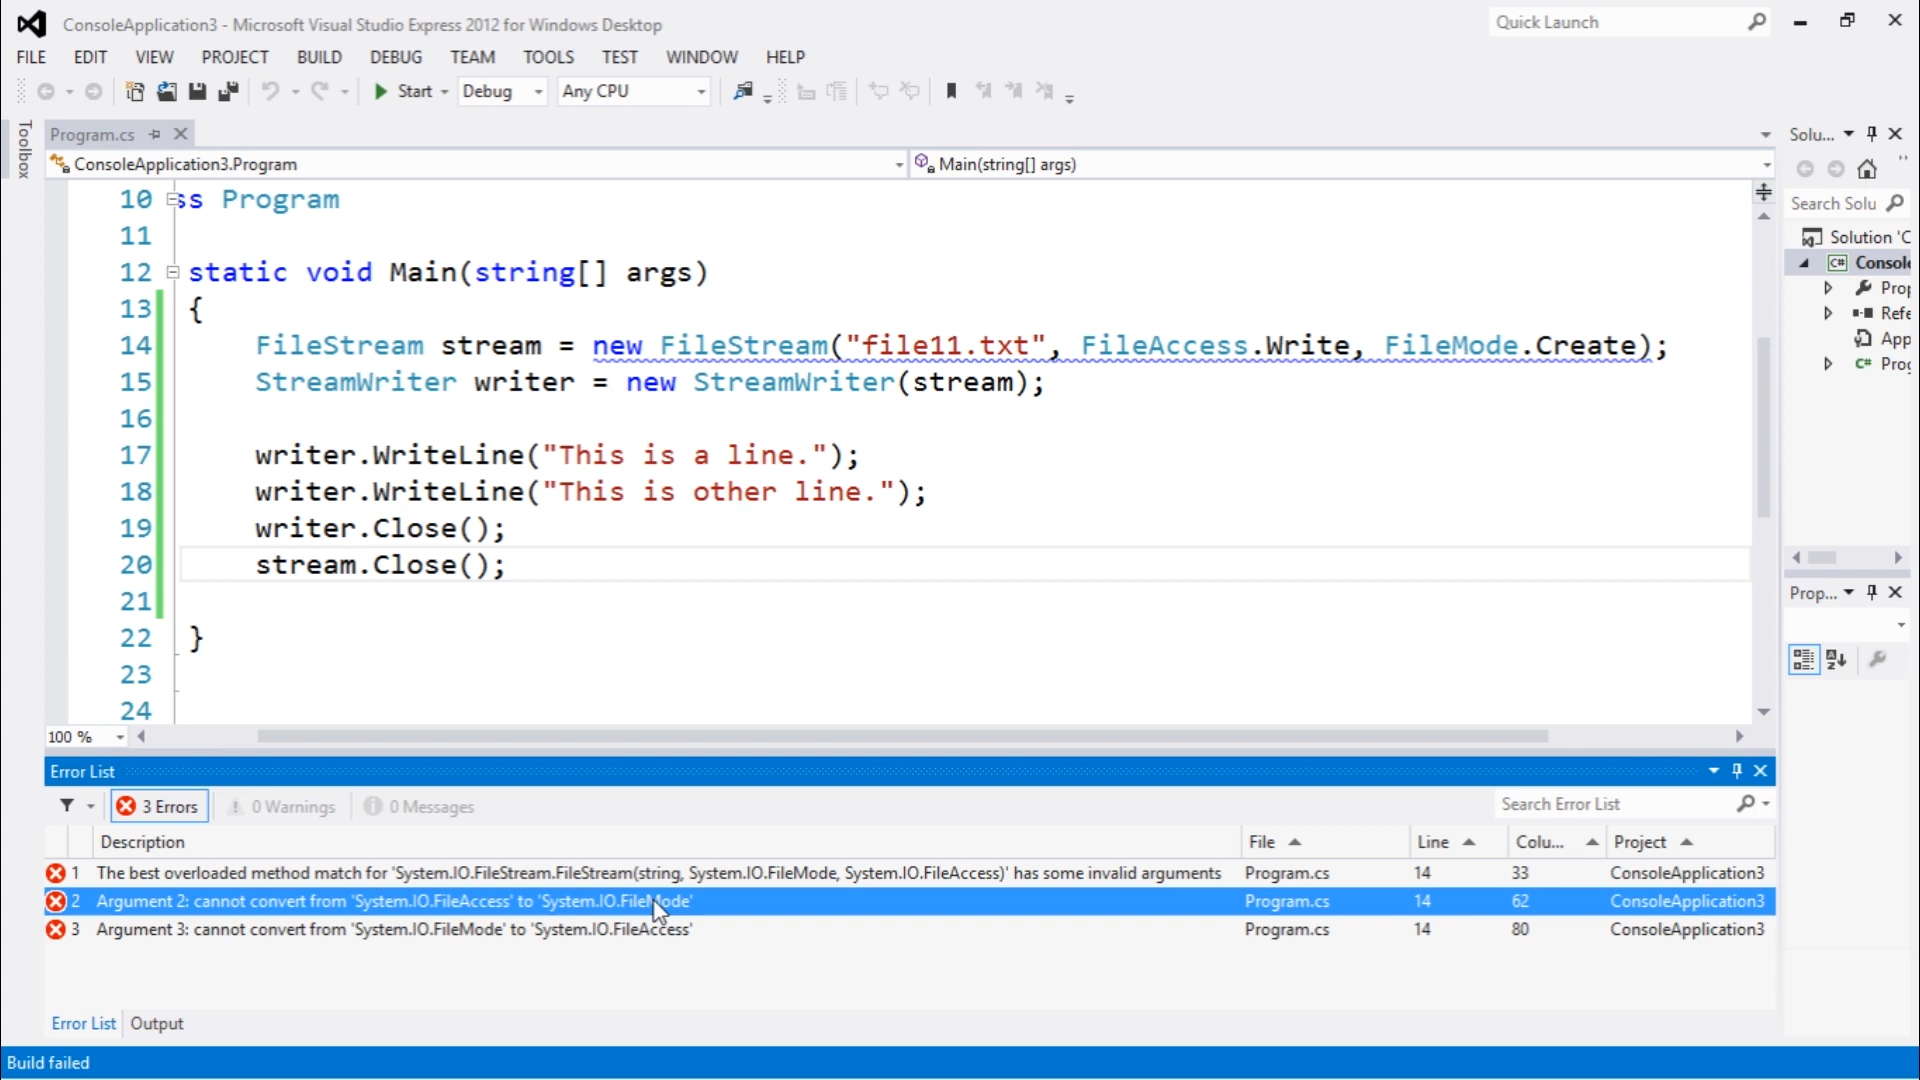 ConsoleApplication3 - Microsoft Visual Studio Express 2012 for Windows Desktop
Quick Launch
FILE EDIT VIEW PROJECT BUILD DEBUG TEAM TOOLS TEST WINDOW HELP
Start Debug Any CPU
Toolbox
Program.cs
Solu...
ConsoleApplication3.Program
Main(string[] args)
Search Solu
Solution 'C
Consol
Prop
Refe
App
Prog
10 ss Program
11
12 static void Main(string[] args)
13 {
14 FileStream stream = new FileStream("file11.txt", FileAccess.Write, FileMode.Create);
15 StreamWriter writer = new StreamWriter(stream);
16
17 writer.WriteLine("This is a line.");
18 writer.WriteLine("This is other line.");
19 writer.Close();
20 stream.Close();
21
22 }
23
24
Prop...
100 %
Error List
3 Errors 0 Warnings 0 Messages
Search Error List
Description File Line Colu... Project
1 The best overloaded method match for 'System.IO.FileStream.FileStream(string, System.IO.FileMode, System.IO.FileAccess)' has some invalid arguments Program.cs 14 33 ConsoleApplication3
2 Argument 2: cannot convert from 'System.IO.FileAccess' to 'System.IO.FileMode' Program.cs 14 62 ConsoleApplication3
3 Argument 3: cannot convert from 'System.IO.FileMode' to 'System.IO.FileAccess' Program.cs 14 80 ConsoleApplication3
Error List Output
Build failed